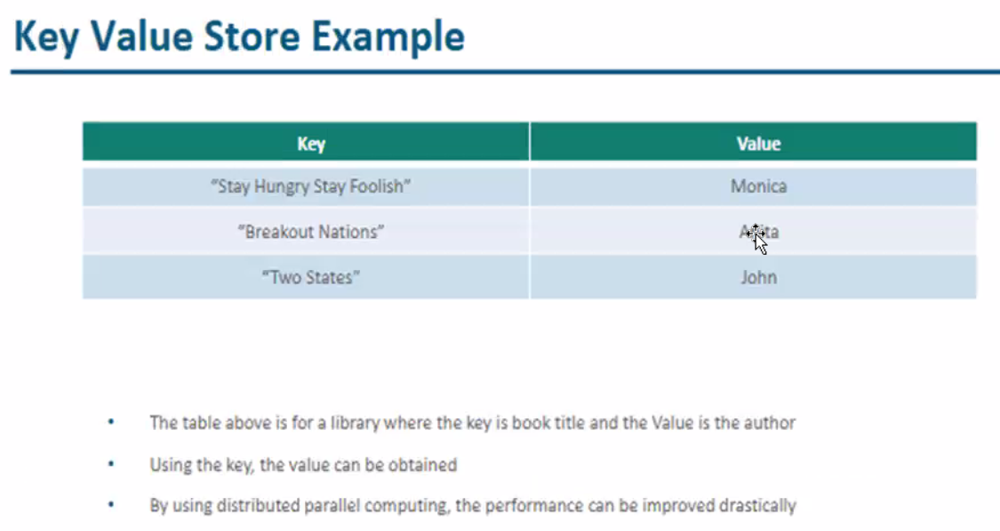 Key Value Store Example
Key Value
“Stay Hungry Stay Foolish” Monica
“Breakout Nations”
“Two States” John
• The table above is for a library where the key is book title and the Value is the author
• Using the key, the value can be obtained
• By using distributed parallel computing, the performance can be improved drastically